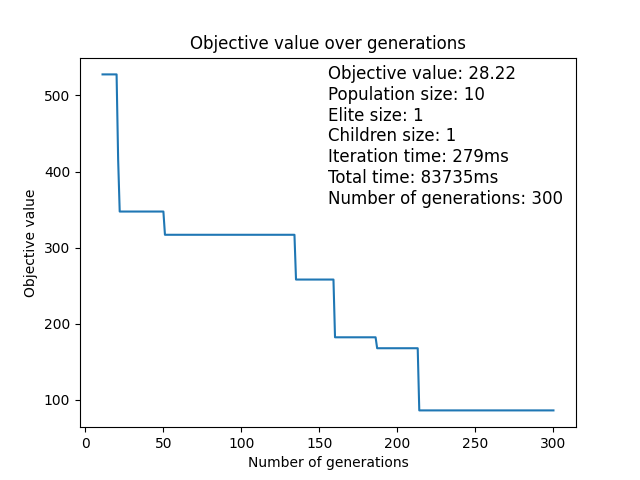 Objective value over generations
Objective value: 28.22
Population size: 10
Elite size: 1
Children size: 1
Iteration time: 279ms
Total time: 83735ms
Number of generations: 300
Objective value
500
400
300
200
100
0 50 100 150 200 250 300
Number of generations